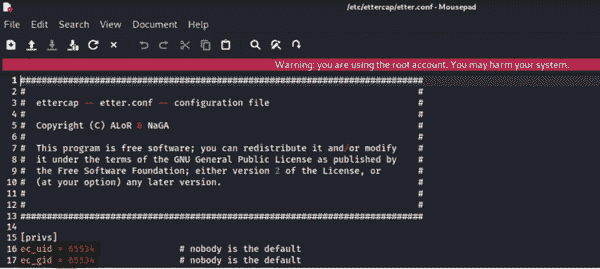 /etc/ettercap/etter.conf - Mousepad
File Edit Search View Document Help
Warning: you are using the root account. You may harm your system.
1 ###############################################################################
2 # #
3 # ettercap -- etter.conf -- configuration file #
4 # #
5 # Copyright (C) ALoR & NaGA #
6 # #
7 # This program is free software; you can redistribute it and/or modify #
8 # it under the terms of the GNU General Public License as published by #
9 # the Free Software Foundation; either version 2 of the License, or #
10 # (at your option) any later version. #
11 # #
12 # #
13 ###############################################################################
14
15 [privs]
16 ec_uid = 65534 # nobody is the default
17 ec_gid = 65534 # nobody is the default